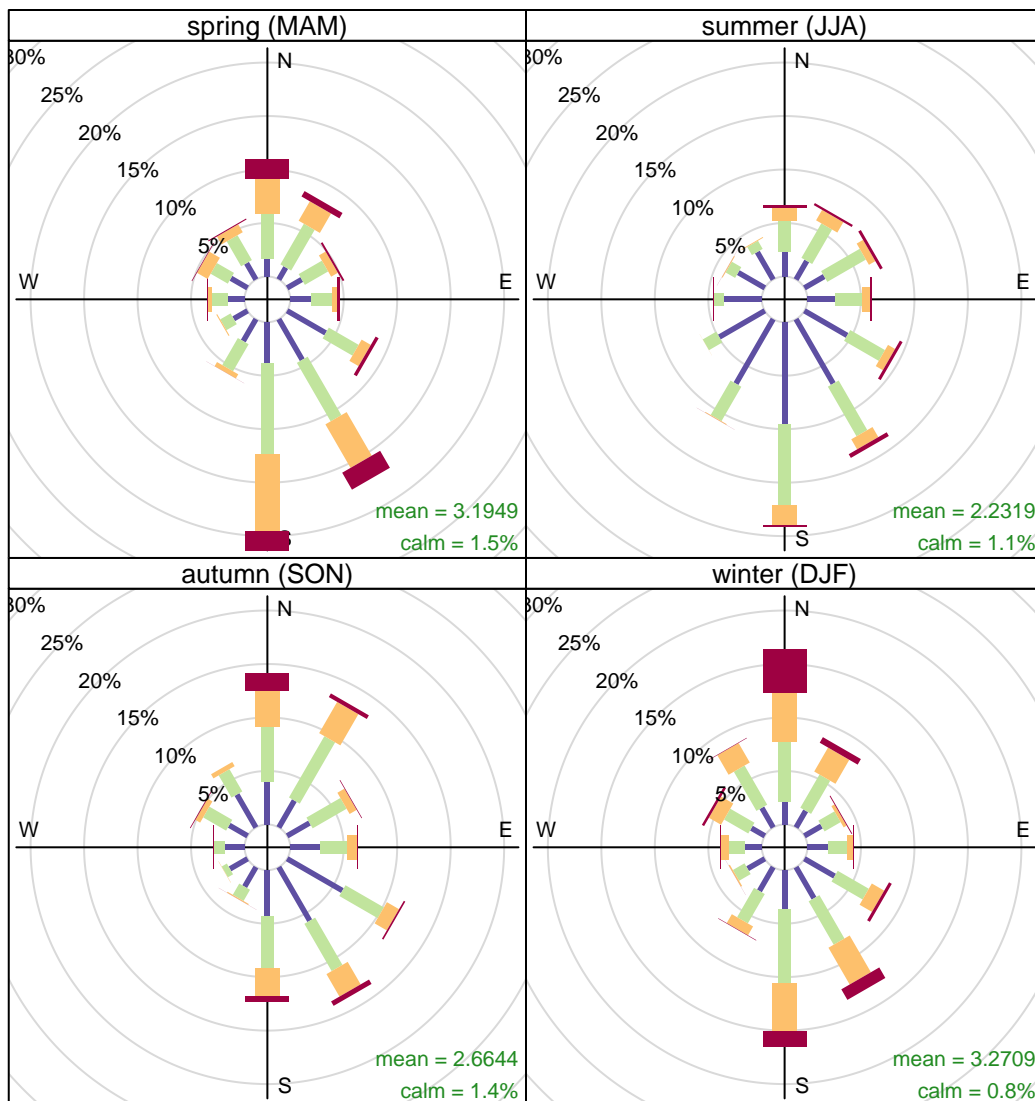 spring (MAM)
30%
25%
20%
15%
10%
5%
N
W
E
S
mean = 3.1949
calm = 1.5%
summer (JJA)
30%
25%
20%
15%
10%
5%
N
W
E
S
mean = 2.2319
calm = 1.1%
autumn (SON)
30%
25%
20%
15%
10%
5%
N
W
E
S
mean = 2.6644
calm = 1.4%
winter (DJF)
30%
25%
20%
15%
10%
5%
N
W
E
S
mean = 3.2709
calm = 0.8%